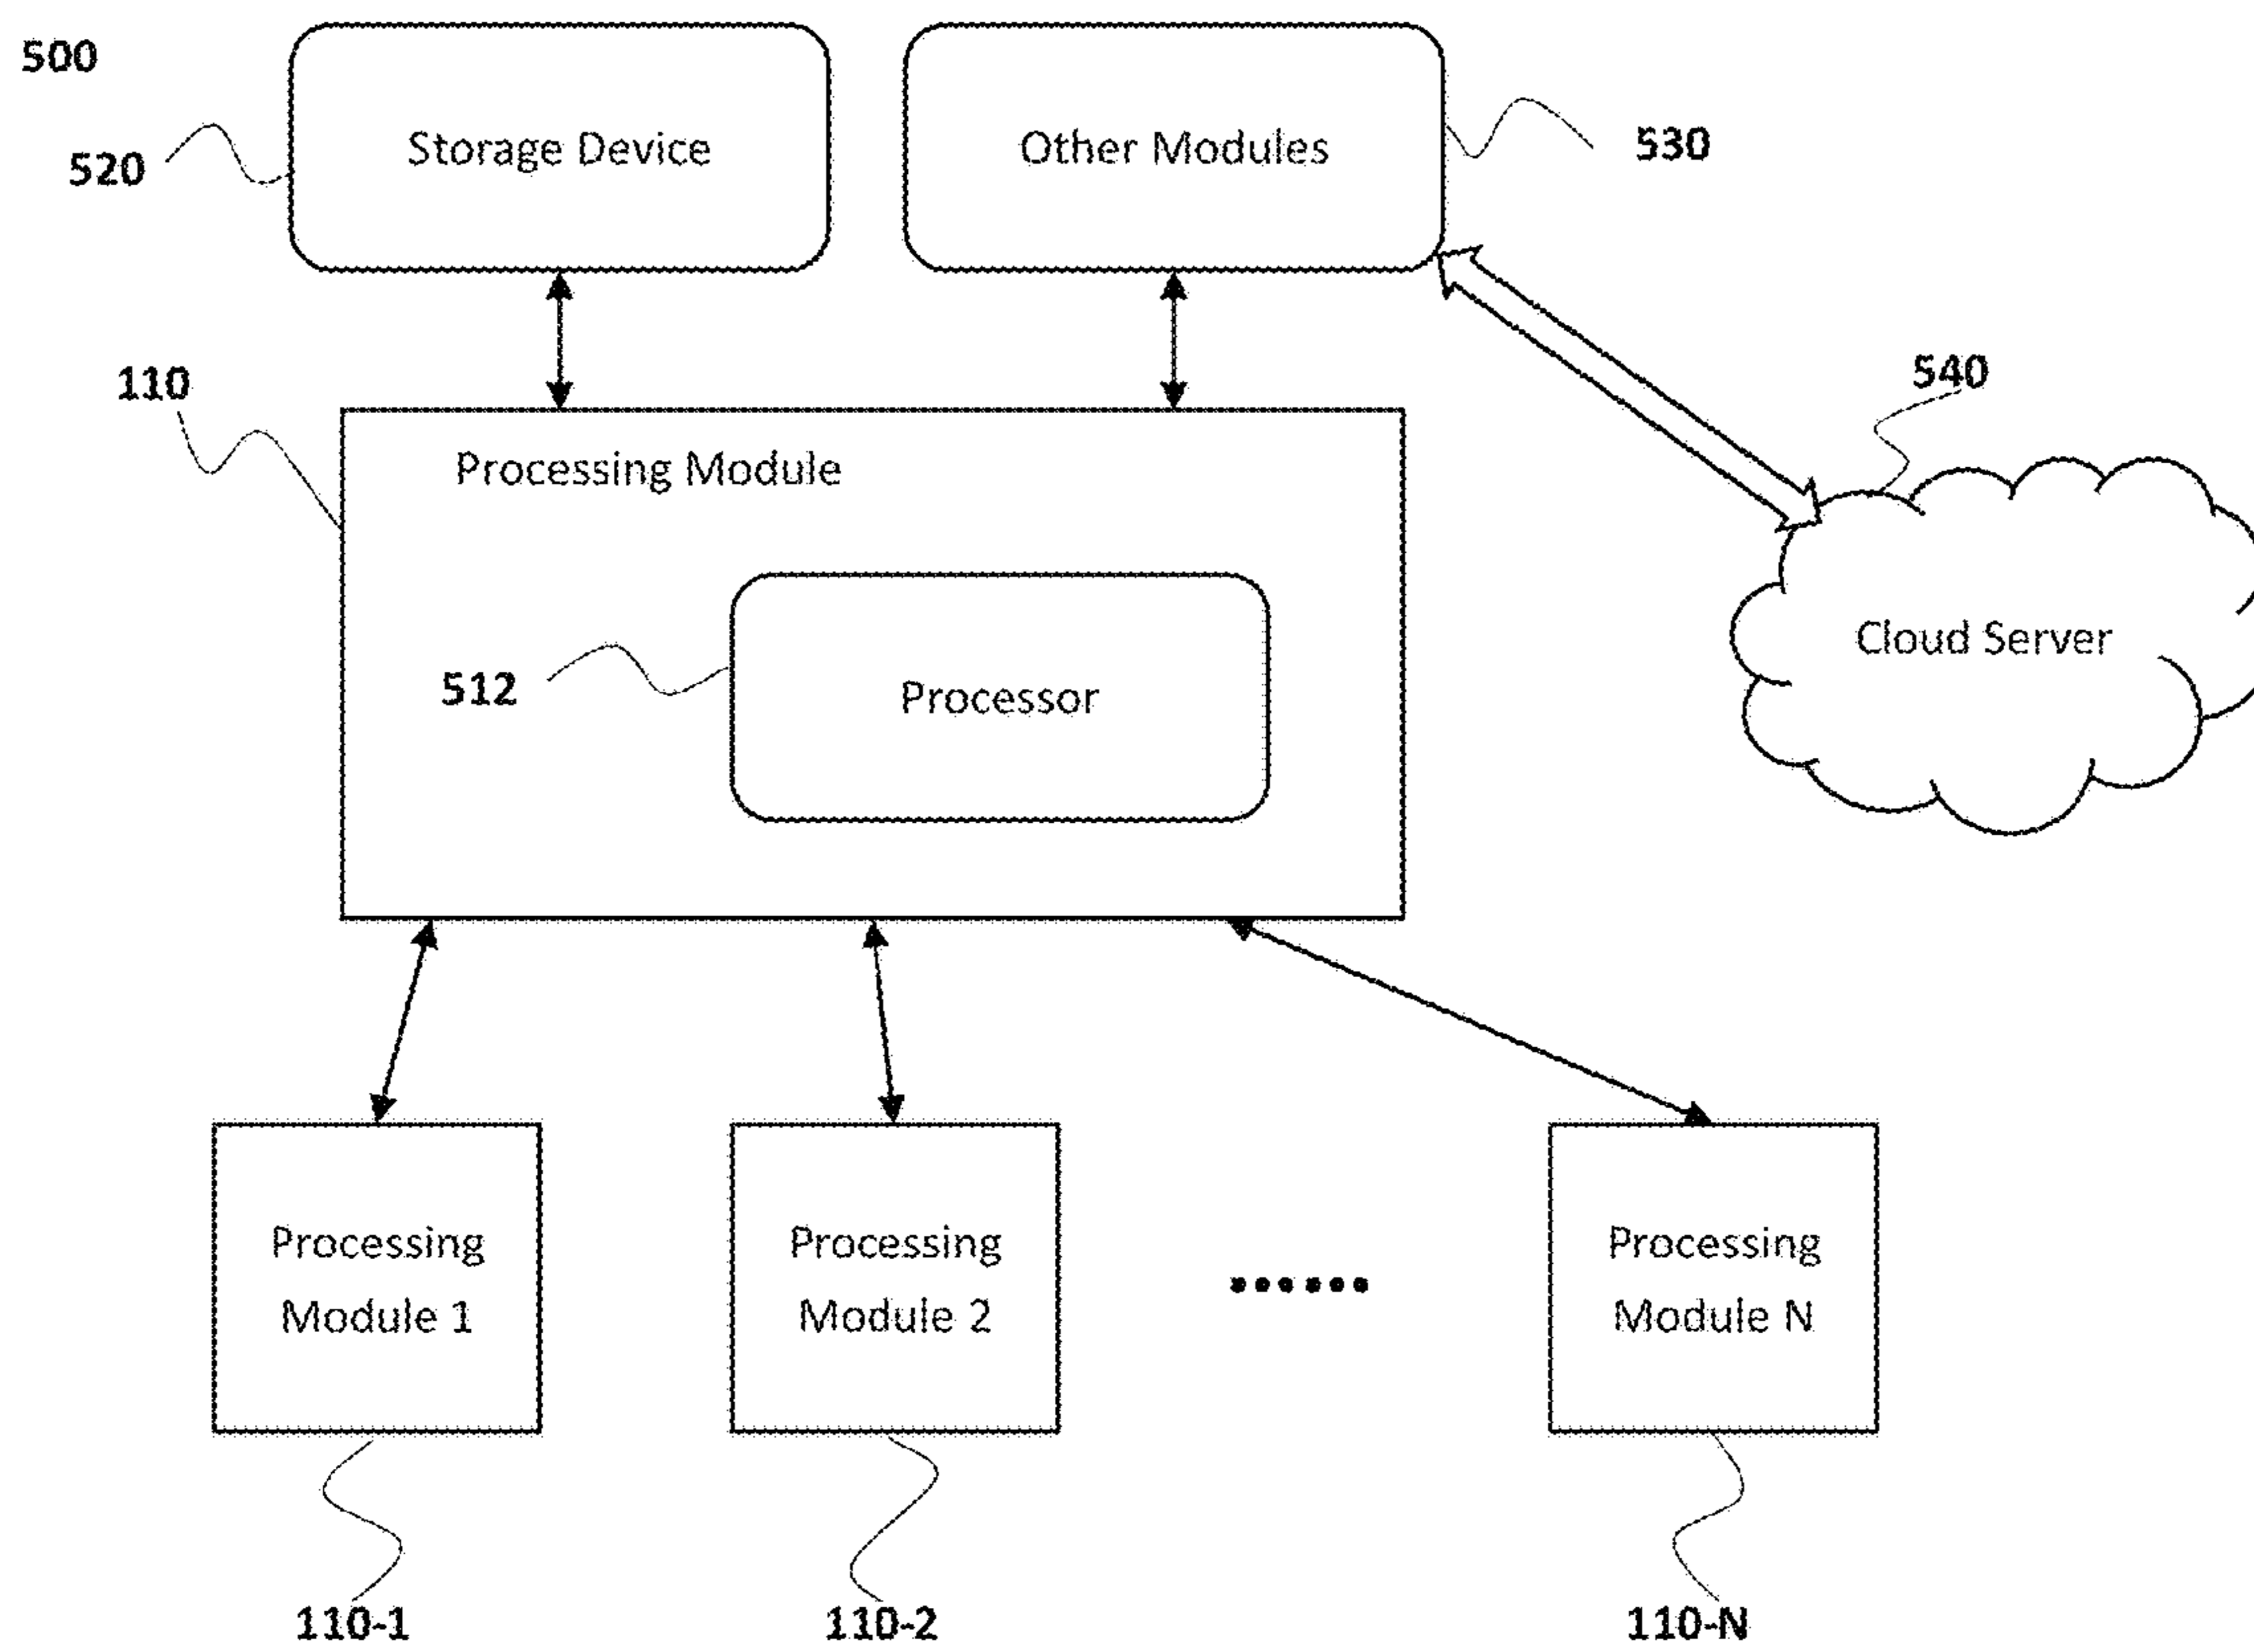 500
520
Storage Device
Other Modules
530
110
540
Processing Module
Cloud Server
512
Processor
Processing
Module 1
Processing
Module 2
......
Processing
Module N
110-1
110-2
110-N